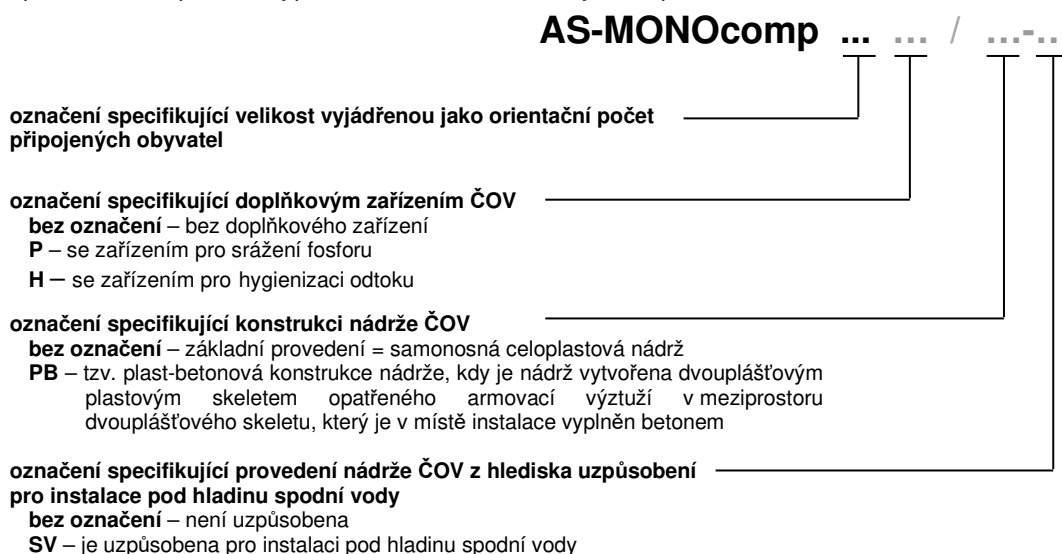 AS-MONOcomp ... ... / ...-..
označení specifikující velikost vyjádřenou jako orientační počet
připojených obyvatel
označení specifikující doplňkovým zařízením ČOV
bez označení – bez doplňkového zařízení
P – se zařízením pro srážení fosforu
H – se zařízením pro hygienizaci odtoku
označení specifikující konstrukci nádrže ČOV
bez označení – základní provedení = samonosná celoplastová nádrž
PB – tzv. plast-betonová konstrukce nádrže, kdy je nádrž vytvořena dvouplášťovým
plastovým skeletem opatřeného armovací výztuží v meziprostoru
dvouplášťového skeletu, který je v místě instalace vyplněn betonem
označení specifikující provedení nádrže ČOV z hlediska uzpůsobení
pro instalace pod hladinu spodní vody
bez označení – není uzpůsobena
SV – je uzpůsobena pro instalaci pod hladinu spodní vody